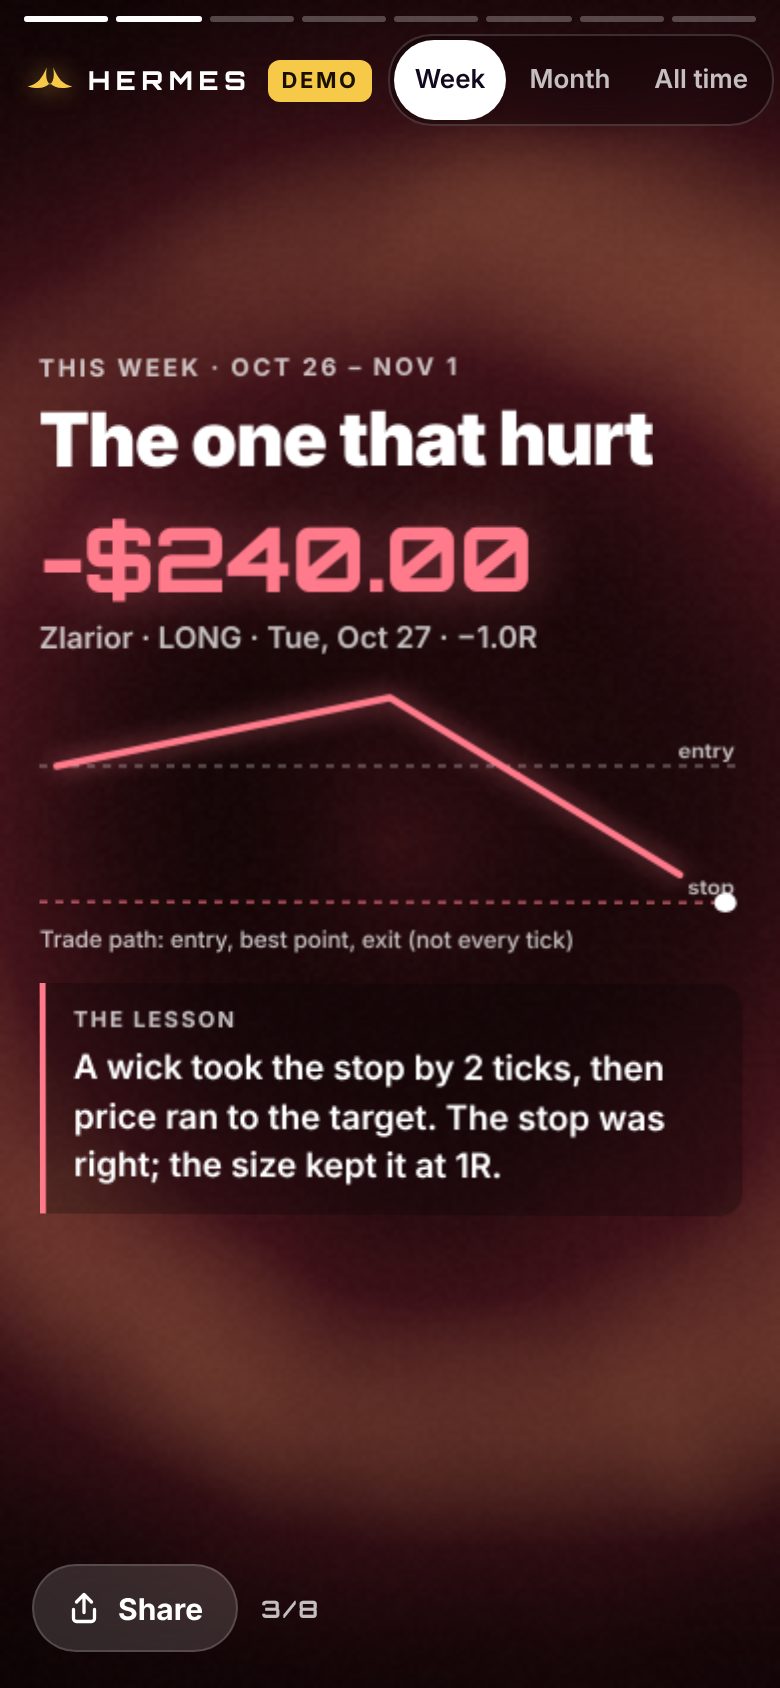 HERMES DEMO Week Month All time
THIS WEEK · OCT 26 – NOV 1
The one that hurt
-$240.00
Zlarior · LONG · Tue, Oct 27 · −1.0R
entry
stop
Trade path: entry, best point, exit (not every tick)
THE LESSON
A wick took the stop by 2 ticks, then
price ran to the target. The stop was
right; the size kept it at 1R.
Share 3/8